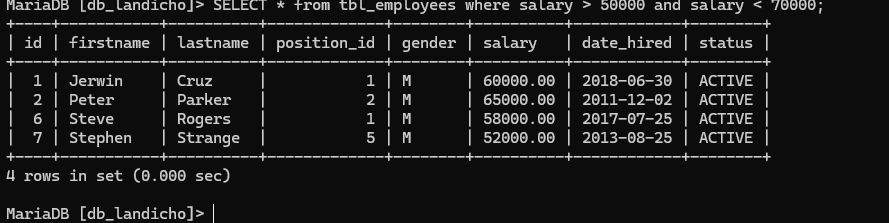 MariaDB [db_landicho]> SELECT * from tbl_employees where salary > 50000 and salary < 70000;
+----+-----------+----------+-------------+--------+----------+------------+--------+
| id | firstname | lastname | position_id | gender | salary   | date_hired | status |
+----+-----------+----------+-------------+--------+----------+------------+--------+
|  1 | Jerwin    | Cruz     |           1 | M      | 60000.00 | 2018-06-30 | ACTIVE |
|  2 | Peter     | Parker   |           2 | M      | 65000.00 | 2011-12-02 | ACTIVE |
|  6 | Steve     | Rogers   |           1 | M      | 58000.00 | 2017-07-25 | ACTIVE |
|  7 | Stephen   | Strange  |           5 | M      | 52000.00 | 2013-08-25 | ACTIVE |
+----+-----------+----------+-------------+--------+----------+------------+--------+
4 rows in set (0.000 sec)
MariaDB [db_landicho]>